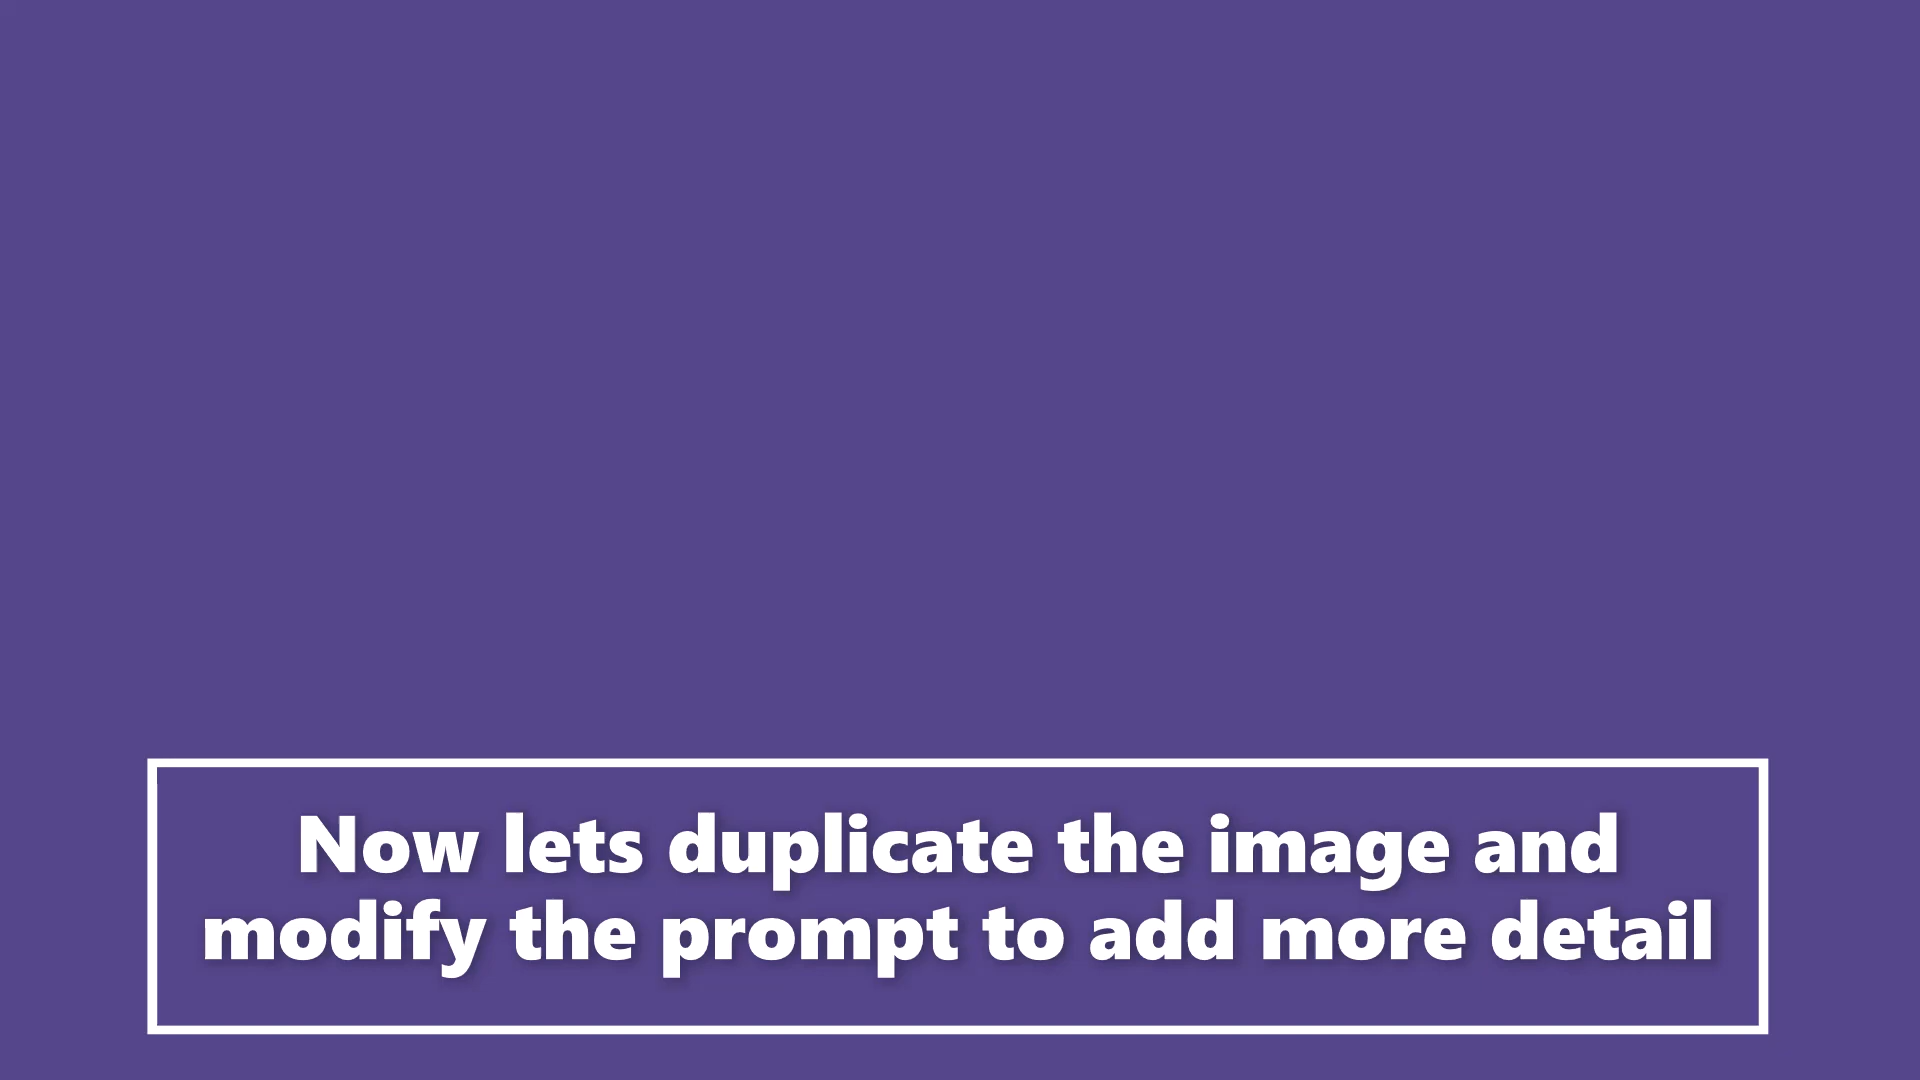 Now lets duplicate the image and
modify the prompt to add more detail